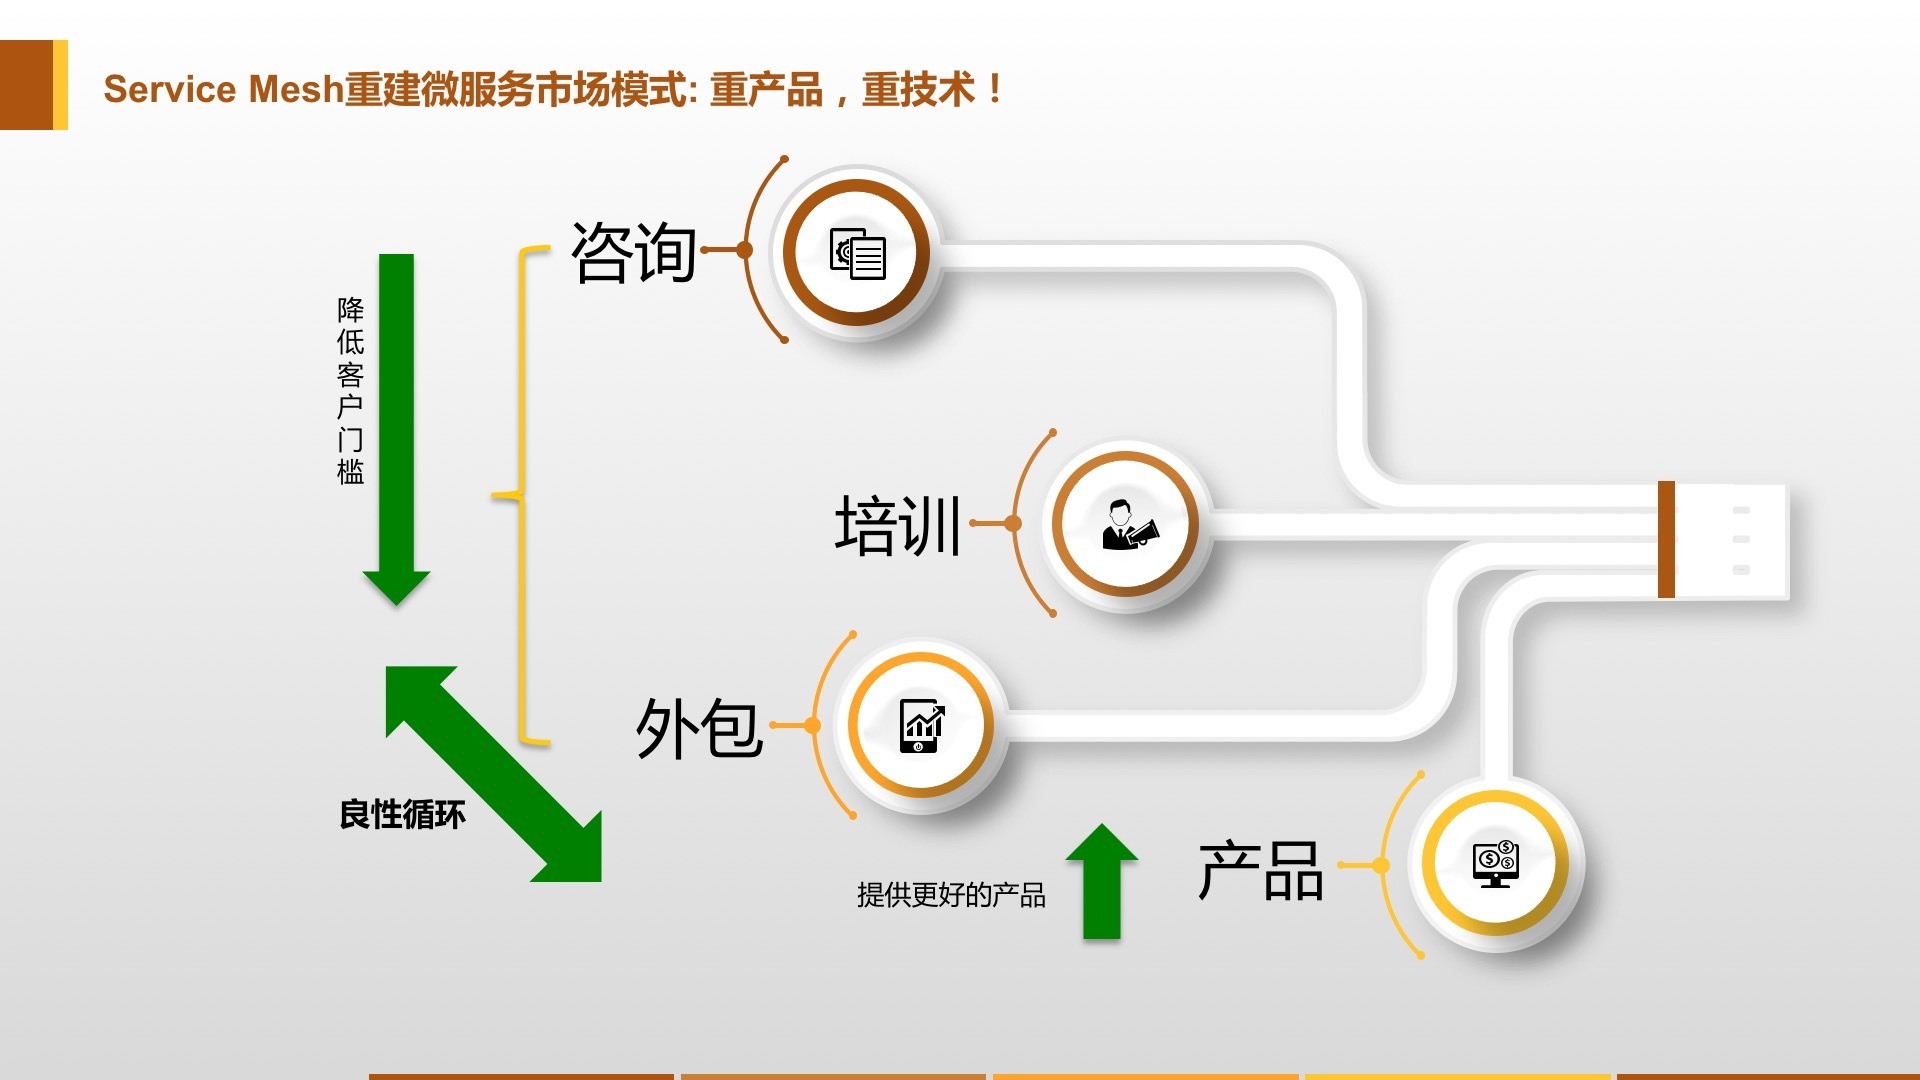 Service Mesh重建微服务市场模式: 重产品，重技术！
咨询
降低客户门槛
培训
外包
良性循环
产品
提供更好的产品